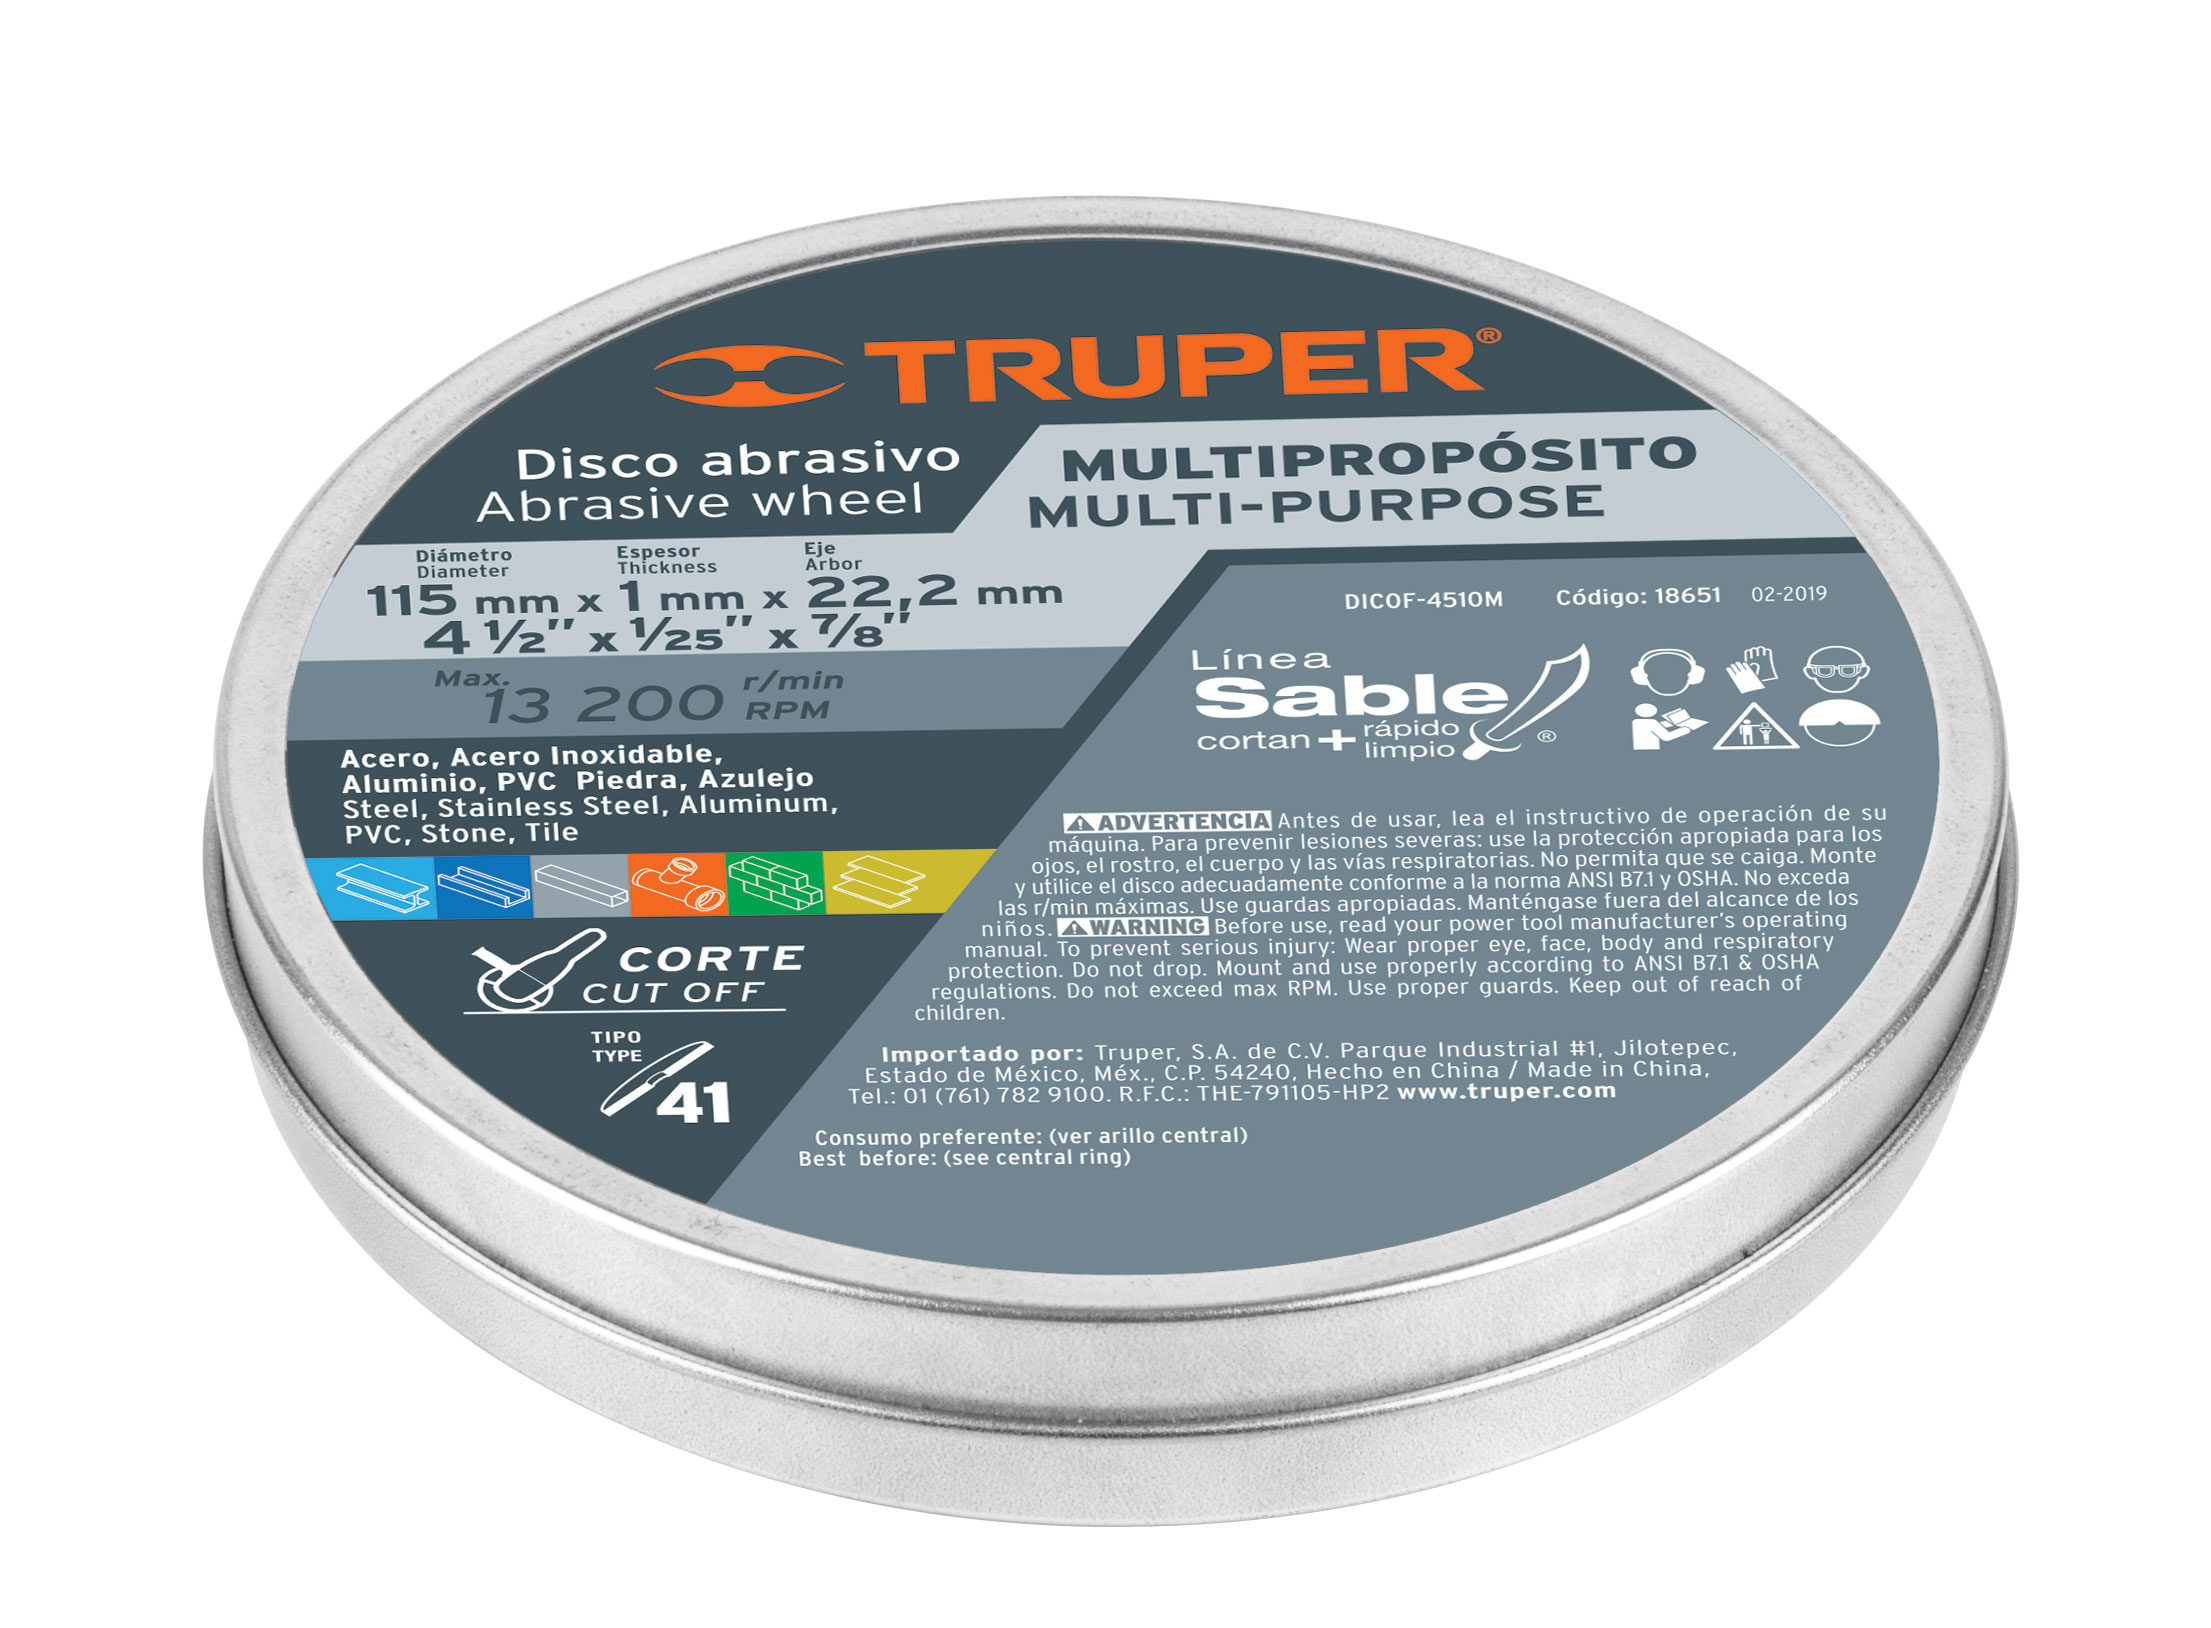 TRUPER®
Disco abrasivo
Abrasive wheel
MULTIPROPÓSITO
MULTI-PURPOSE
Diámetro Espesor Eje
Diameter Thickness Arbor
115 mm x 1 mm x 22,2 mm
4 ½" x 1/25" x 7/8"
Max. 13 200 r/min
RPM
Acero, Acero Inoxidable,
Aluminio, PVC Piedra, Azulejo
Steel, Stainless Steel, Aluminum,
PVC, Stone, Tile
CORTE
CUT OFF
TIPO
TYPE
41
DICOF-4510M Código: 18651 02-2019
Línea
Sable
cortan + rápido
limpio ®
ADVERTENCIA Antes de usar, lea el instructivo de operación de su
máquina. Para prevenir lesiones severas: use la protección apropiada para los
ojos, el rostro, el cuerpo y las vías respiratorias. No permita que se caiga. Monte
y utilice el disco adecuadamente conforme a la norma ANSI B7.1 y OSHA. No exceda
las r/min máximas. Use guardas apropiadas. Manténgase fuera del alcance de los
niños. WARNING Before use, read your power tool manufacturer's operating
manual. To prevent serious injury: Wear proper eye, face, body and respiratory
protection. Do not drop. Mount and use properly according to ANSI B7.1 & OSHA
regulations. Do not exceed max RPM. Use proper guards. Keep out of reach of
children.
Importado por: Truper, S.A. de C.V. Parque Industrial #1, Jilotepec,
Estado de México, Méx., C.P. 54240, Hecho en China / Made in China,
Tel.: 01 (761) 782 9100. R.F.C.: THE-791105-HP2 www.truper.com
Consumo preferente: (ver arillo central)
Best before: (see central ring)